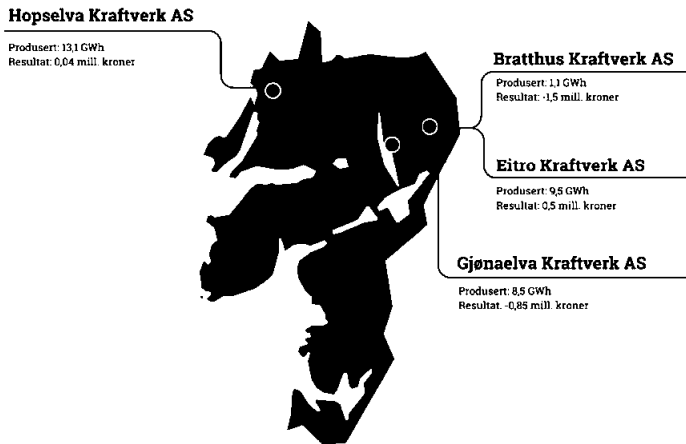 Hopselva Kraftverk AS
Produsert: 13,1 GWh
Resultat: 0,04 mill. kroner
Bratthus Kraftverk AS
Produsert: 1,1 GWh
Resultat: -1,5 mill. kroner
Eitro Kraftverk AS
Produsert: 9,5 GWh
Resultat: 0,5 mill. kroner
Gjønaelva Kraftverk AS
Produsert: 8,5 GWh
Resultat. -0,85 mill. kroner